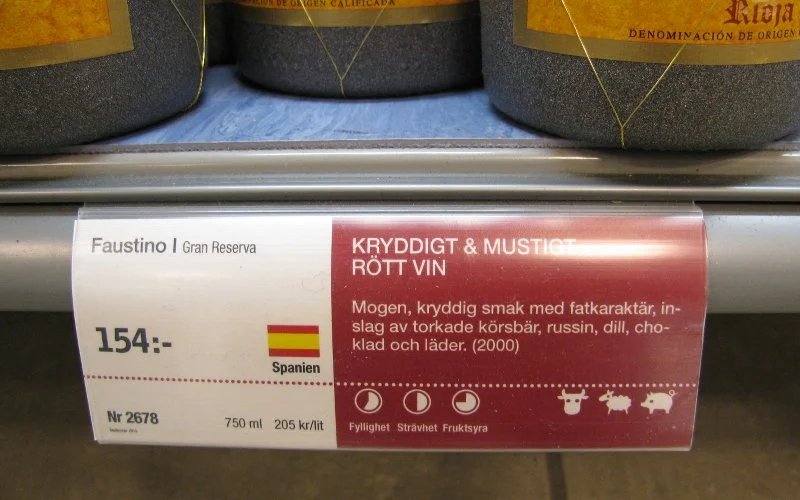 DENOMINACIÓN DE ORIGEN CALIFICADA
Rioja
DENOMINACIÓN DE ORIGEN
Faustino I Gran Reserva
154:-
Spanien
Nr 2678
750 ml 205 kr/lit
KRYDDIGT & MUSTIGT
RÖTT VIN
Mogen, kryddig smak med fatkaraktär, in-
slag av torkade körsbär, russin, dill, cho-
klad och läder. (2000)
Fyllighet Strävhet Fruktsyra